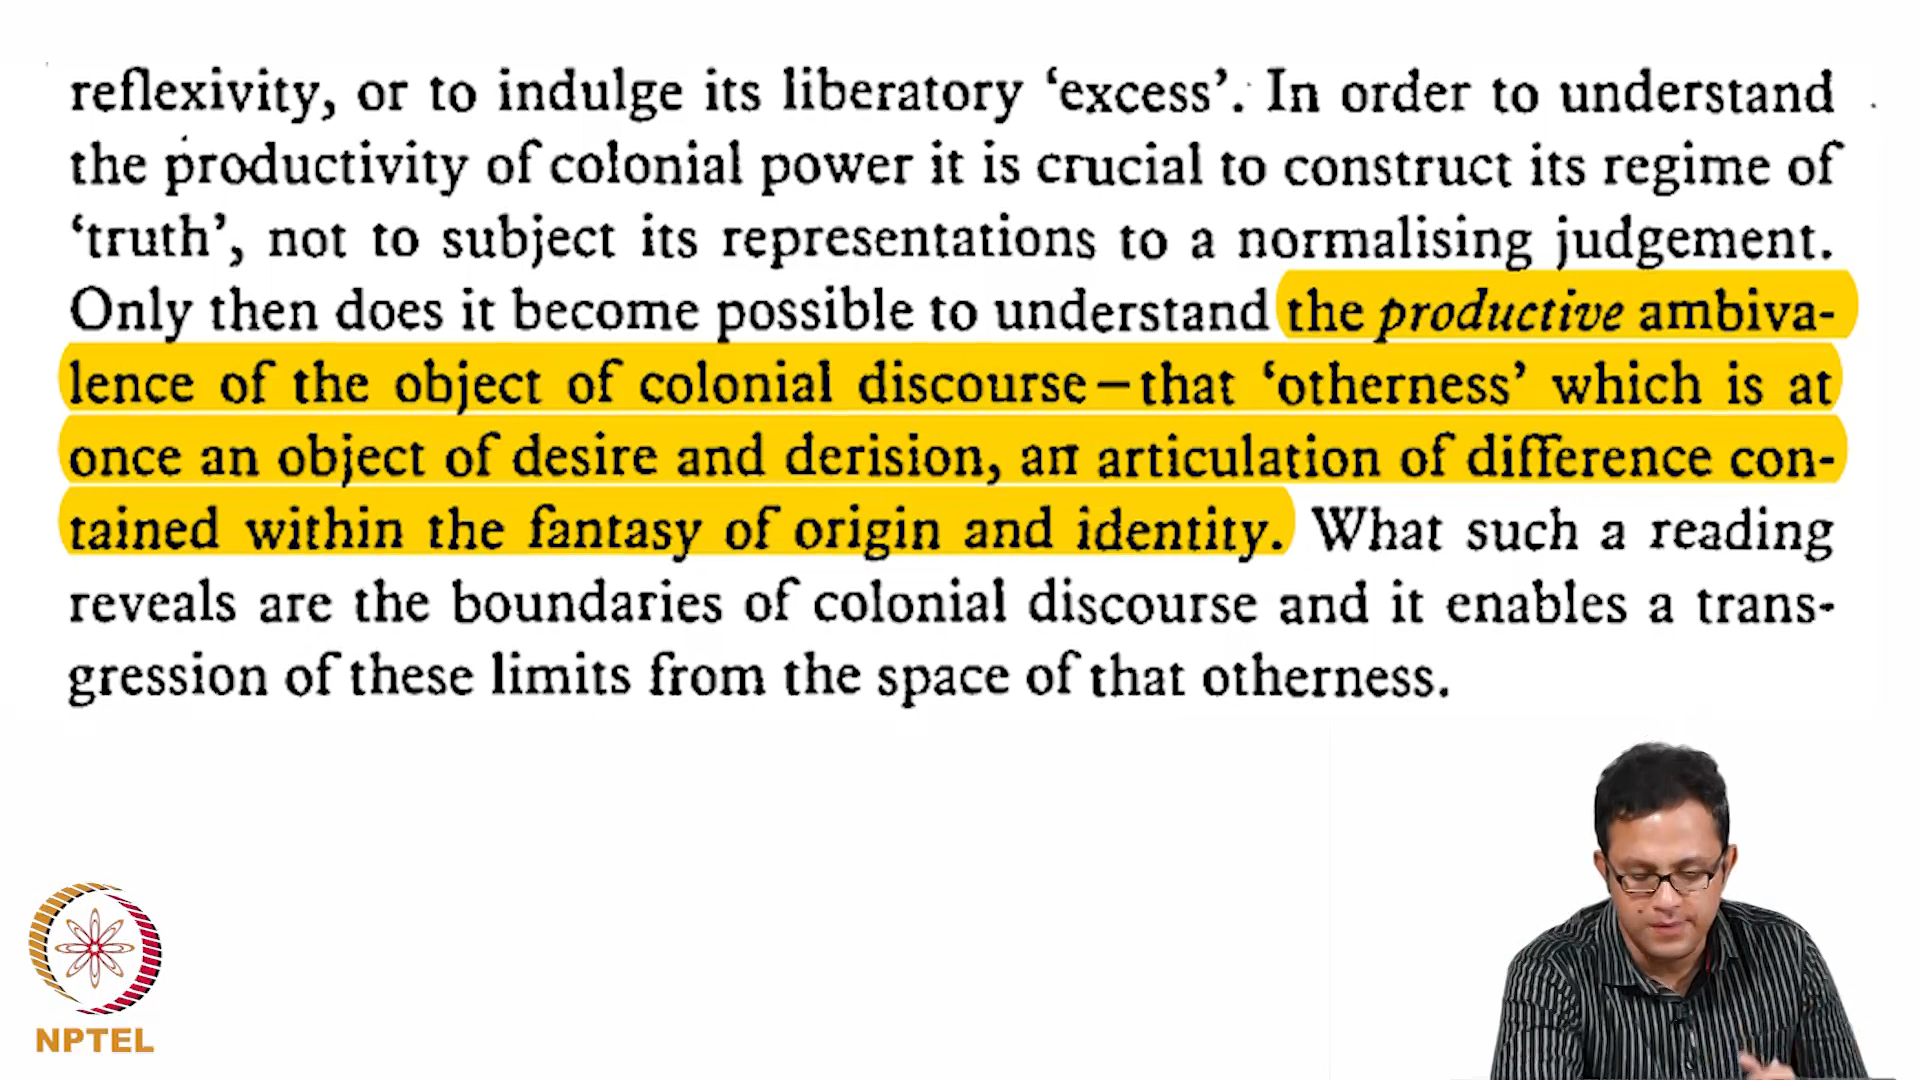 reflexivity, or to indulge its liberatory ‘excess’. In order to understand
the productivity of colonial power it is crucial to construct its regime of
‘truth’, not to subject its representations to a normalising judgement.
Only then does it become possible to understand the productive ambiva-
lence of the object of colonial discourse—that ‘otherness’ which is at
once an object of desire and derision, an articulation of difference con-
tained within the fantasy of origin and identity. What such a reading
reveals are the boundaries of colonial discourse and it enables a trans-
gression of these limits from the space of that otherness.
NPTEL